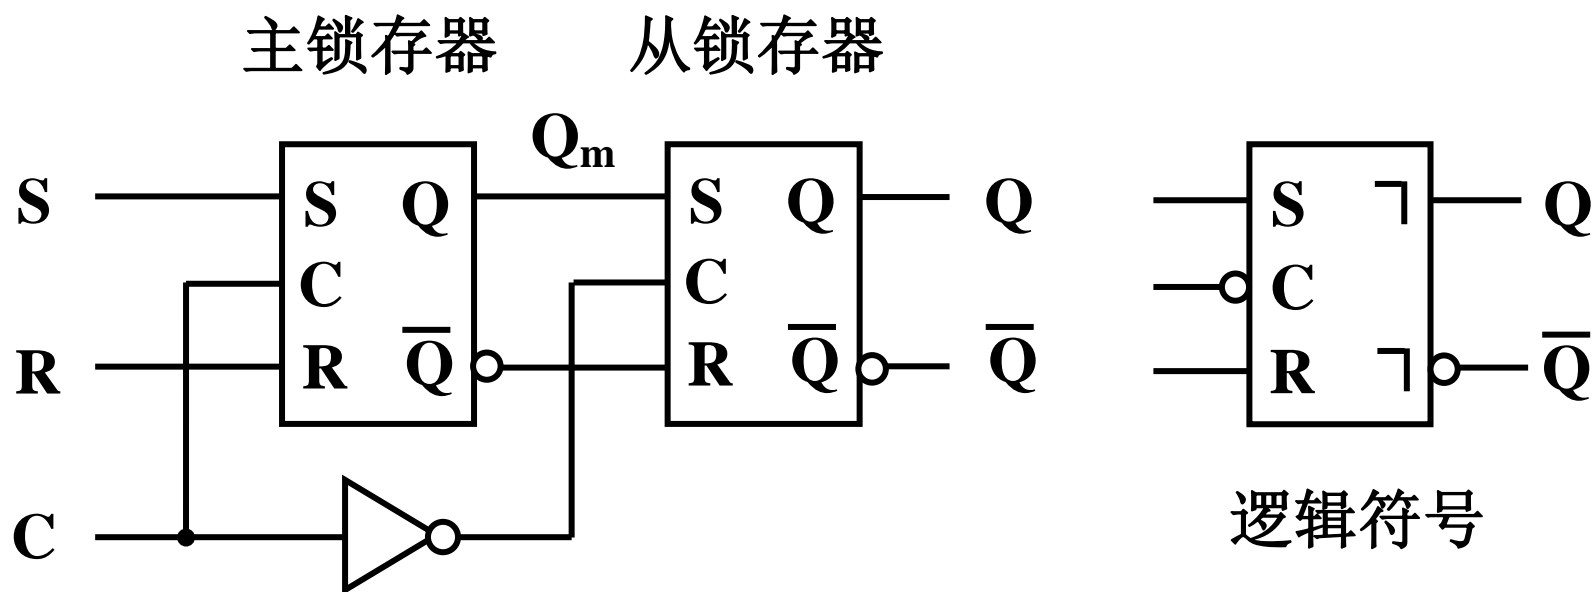 主锁存器 从锁存器
Qm
S S Q S Q Q S ㄱ Q
C C C
R R Q̅ R Q̅ Q̅ R ㄱ Q̅
C
逻辑符号